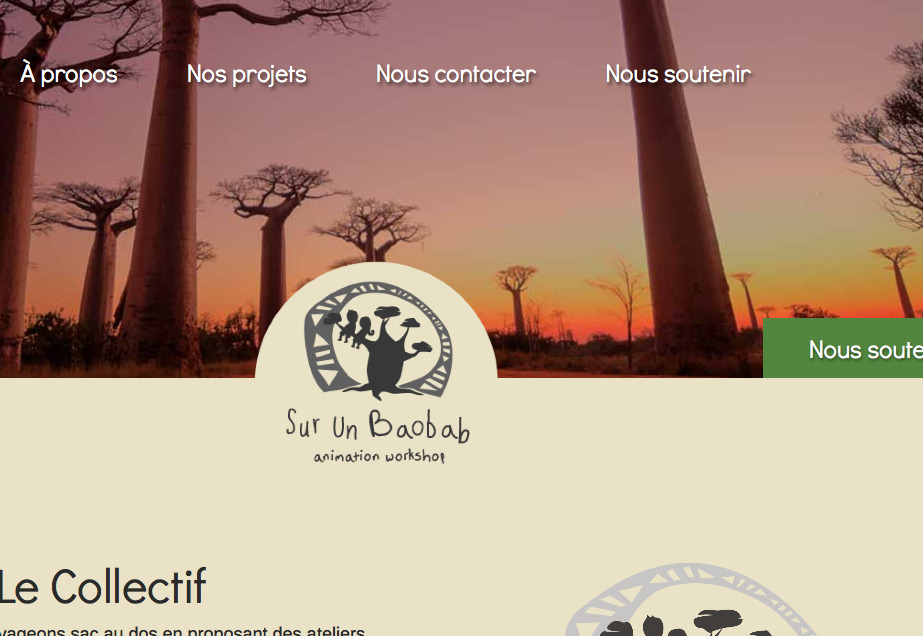 À propos Nos projets Nous contacter Nous soutenir
Nous soute
Sur Un Baobab
animation workshop
Le Collectif
yageons sac au dos en proposant des ateliers